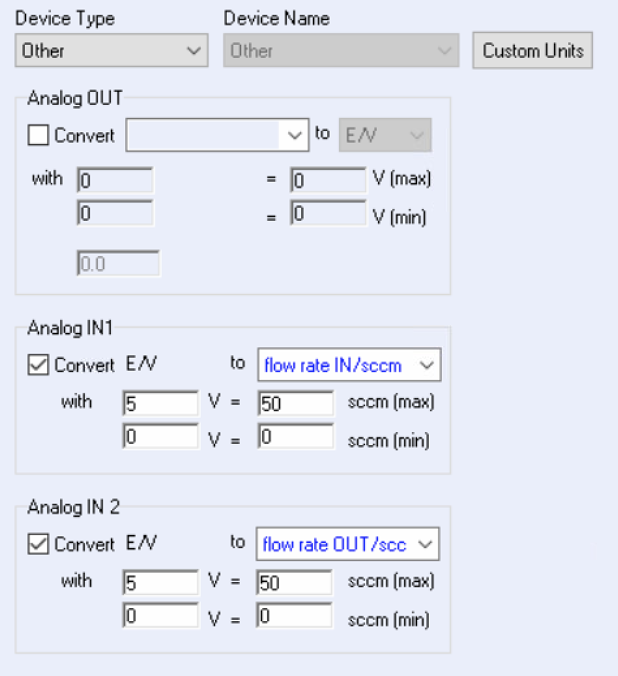 Device Type Device Name
Other Other Custom Units
Analog OUT
Convert to E/V
with 0 = 0 V (max)
0 = 0 V (min)
0.0
Analog IN1
Convert E/V to flow rate IN/sccm
with 5 V = 50 sccm (max)
0 V = 0 sccm (min)
Analog IN 2
Convert E/V to flow rate OUT/scc
with 5 V = 50 sccm (max)
0 V = 0 sccm (min)